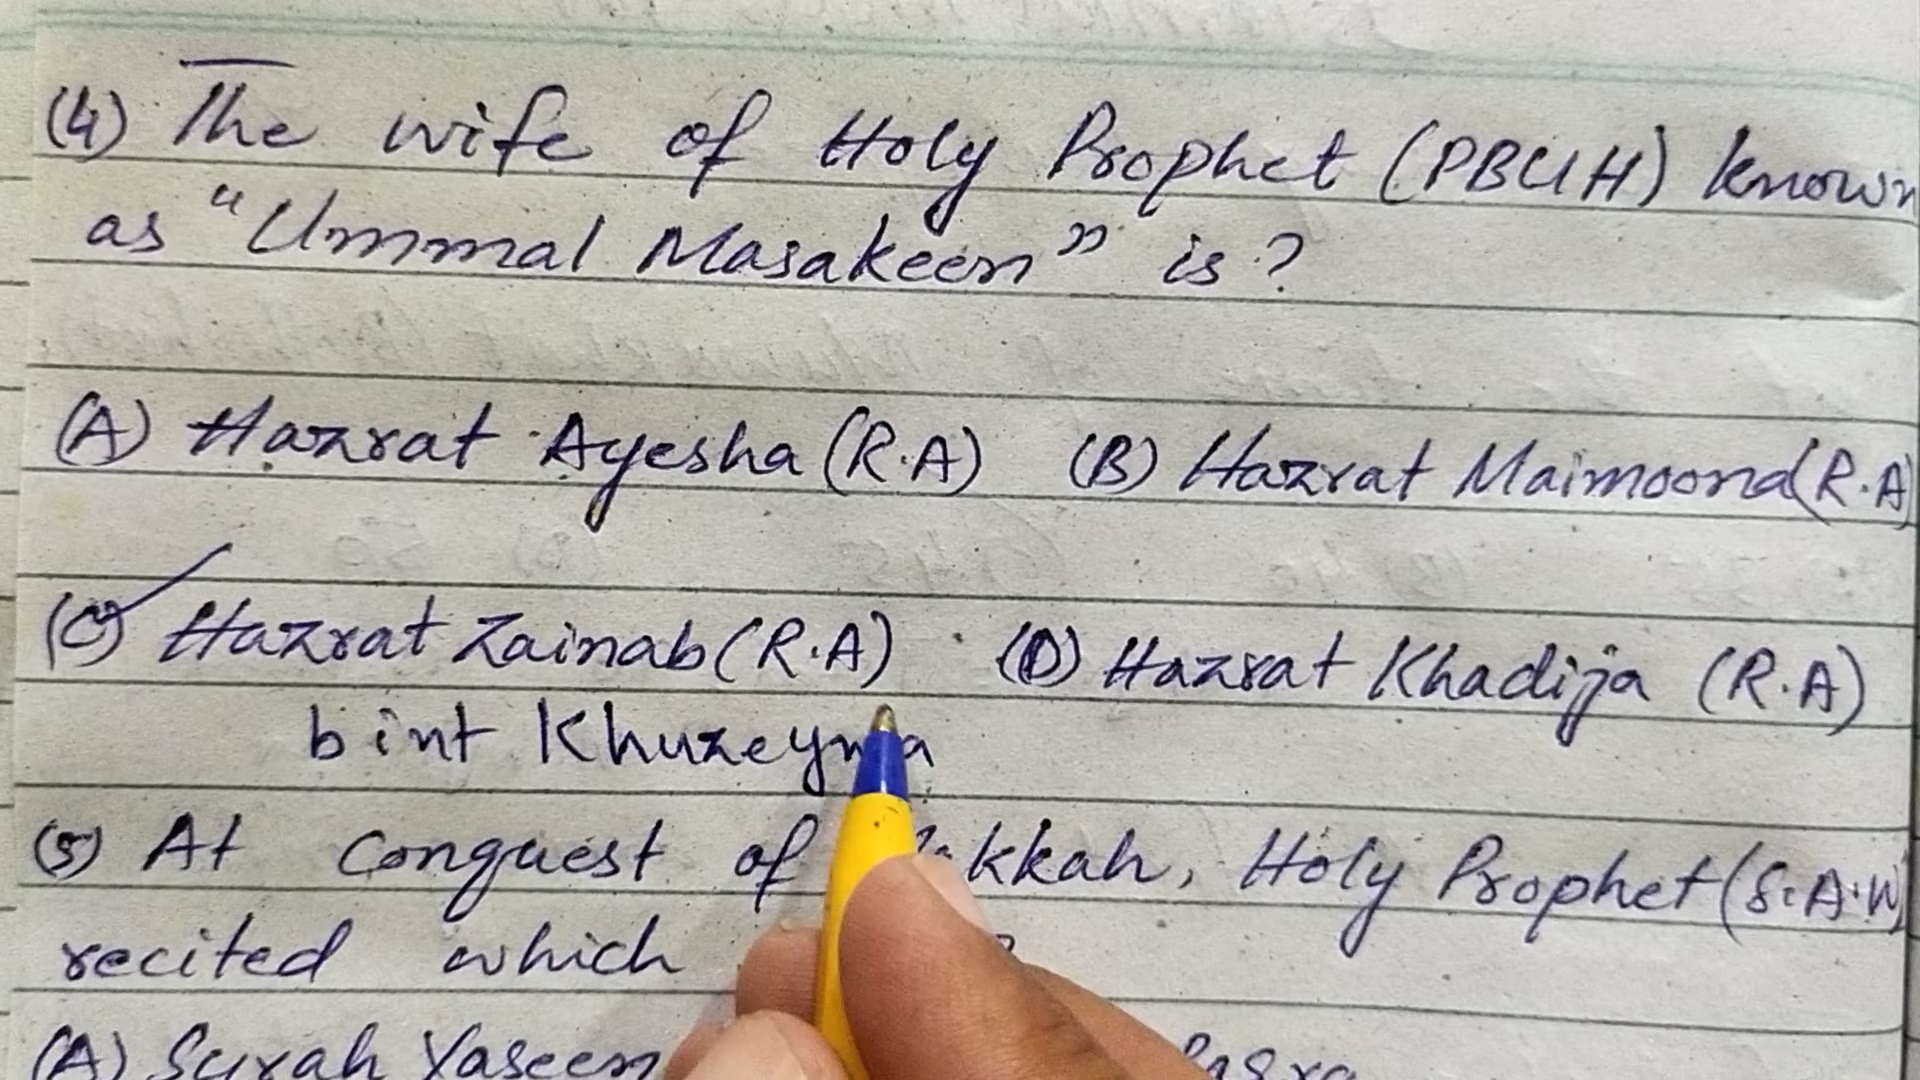 (4) The wife of Holy Prophet (PBUH) known
as "Ummal Masakeen" is?
(A) Hazrat Ayesha (R.A) (B) Hazrat Maimoona (R.A)
(C) Hazrat Zainab (R.A) (D) Hazrat Khadija (R.A)
bint Khuzeyma
(5) At Conquest of Makkah, Holy Prophet (S.A.W)
recited which ?
(A) Surah Yaseen